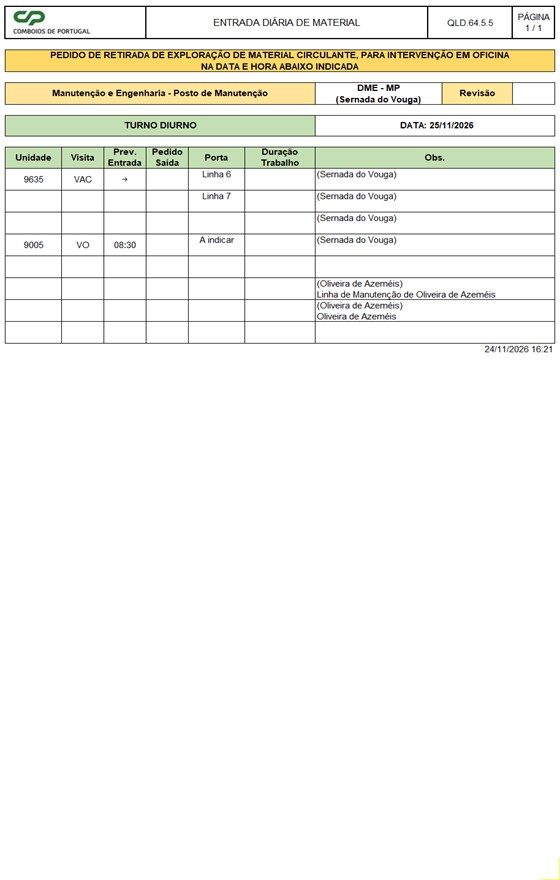 CP
COMBOIOS DE PORTUGAL
ENTRADA DIÁRIA DE MATERIAL
QLD.64.5.5
PÁGINA
1 / 1
PEDIDO DE RETIRADA DE EXPLORAÇÃO DE MATERIAL CIRCULANTE, PARA INTERVENÇÃO EM OFICINA
NA DATA E HORA ABAIXO INDICADA
Manutenção e Engenharia - Posto de Manutenção
DME - MP
(Sernada do Vouga)
Revisão
TURNO DIURNO
DATA: 25/11/2026
Unidade Visita Prev. Entrada Pedido Saída Porta Duração Trabalho Obs.
9635 VAC → Linha 6 (Sernada do Vouga)
Linha 7 (Sernada do Vouga)
(Sernada do Vouga)
9005 VO 08:30 A indicar (Sernada do Vouga)
(Oliveira de Azeméis)
Linha de Manutenção de Oliveira de Azeméis
(Oliveira de Azeméis)
Oliveira de Azeméis
24/11/2026 16:21